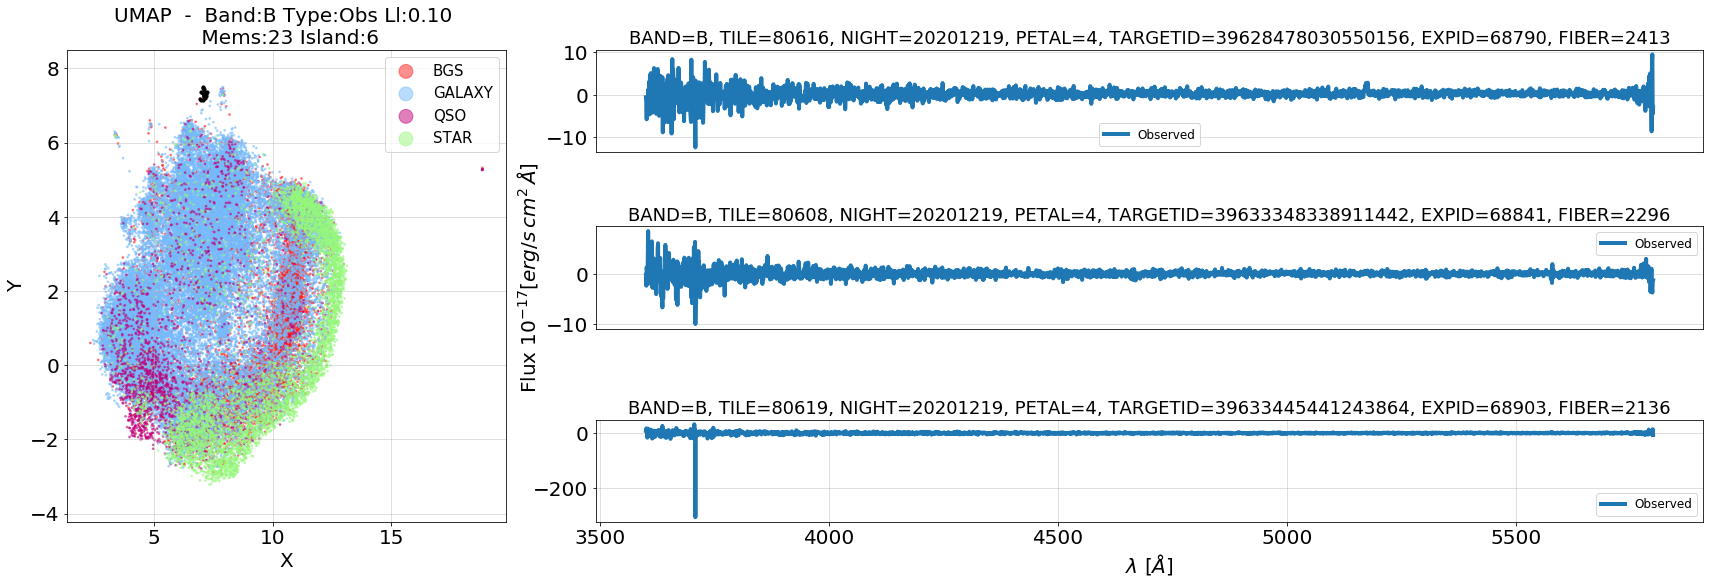 UMAP - Band:B Type:Obs Ll:0.10
Mems:23 Island:6
8
6
4
2
0
−2
−4
5
10
15
X
Y
BGS
GALAXY
QSO
STAR
BAND=B, TILE=80616, NIGHT=20201219, PETAL=4, TARGETID=39628478030550156, EXPID=68790, FIBER=2413
10
0
−10
Observed
BAND=B, TILE=80608, NIGHT=20201219, PETAL=4, TARGETID=39633348338911442, EXPID=68841, FIBER=2296
0
−10
Observed
Flux 10⁻¹⁷[erg/s cm² Å]
BAND=B, TILE=80619, NIGHT=20201219, PETAL=4, TARGETID=39633445441243864, EXPID=68903, FIBER=2136
0
−200
Observed
3500
4000
4500
5000
5500
λ [Å]